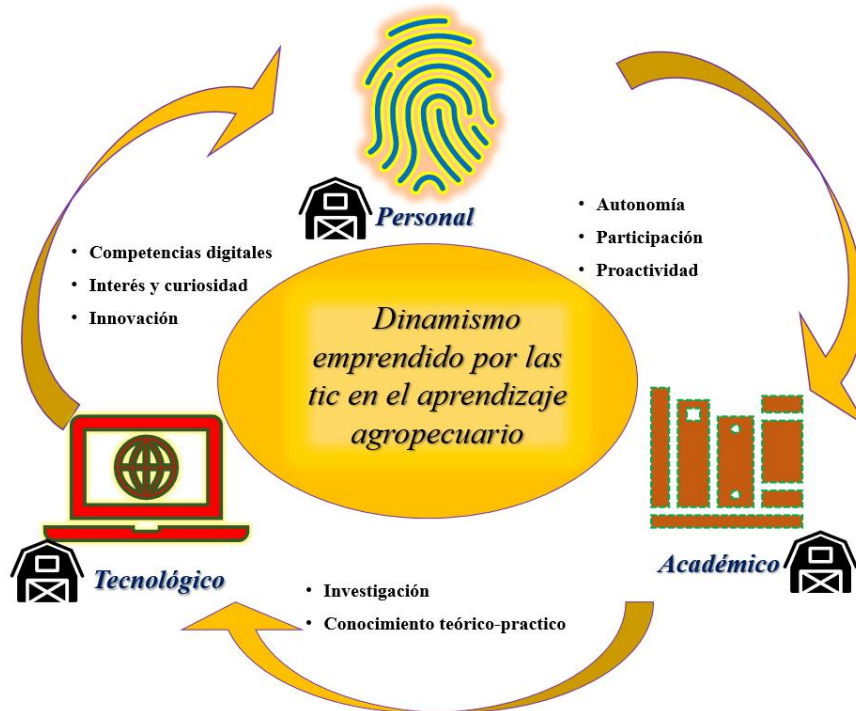 Personal
• Autonomía
• Participación
• Proactividad
• Competencias digitales
• Interés y curiosidad
• Innovación
Dinamismo
emprendido por las
tic en el aprendizaje
agropecuario
Académico
Tecnológico
• Investigación
• Conocimiento teórico-practico